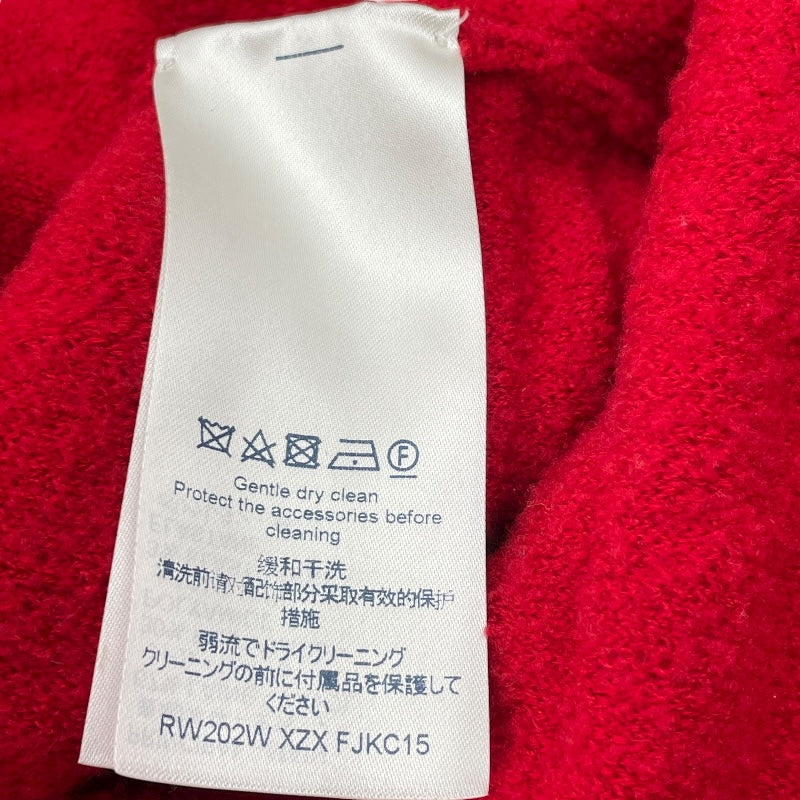 F
Gentle dry clean
Protect the accessories before
cleaning
缓和干洗
清洗前请对配饰部分采取有效的保护
措施
弱流でドライクリーニング
クリーニングの前に付属品を保護して
ください
RW202W XZX FJKC15